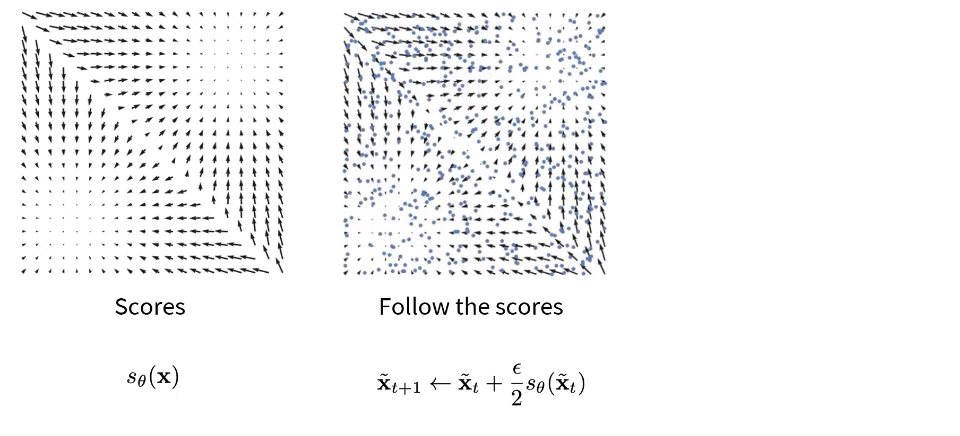 Scores
Follow the scores
s_θ(𝐱)
𝐱̃_{t+1} ← 𝐱̃_t + ϵ/2 s_θ(𝐱̃_t)